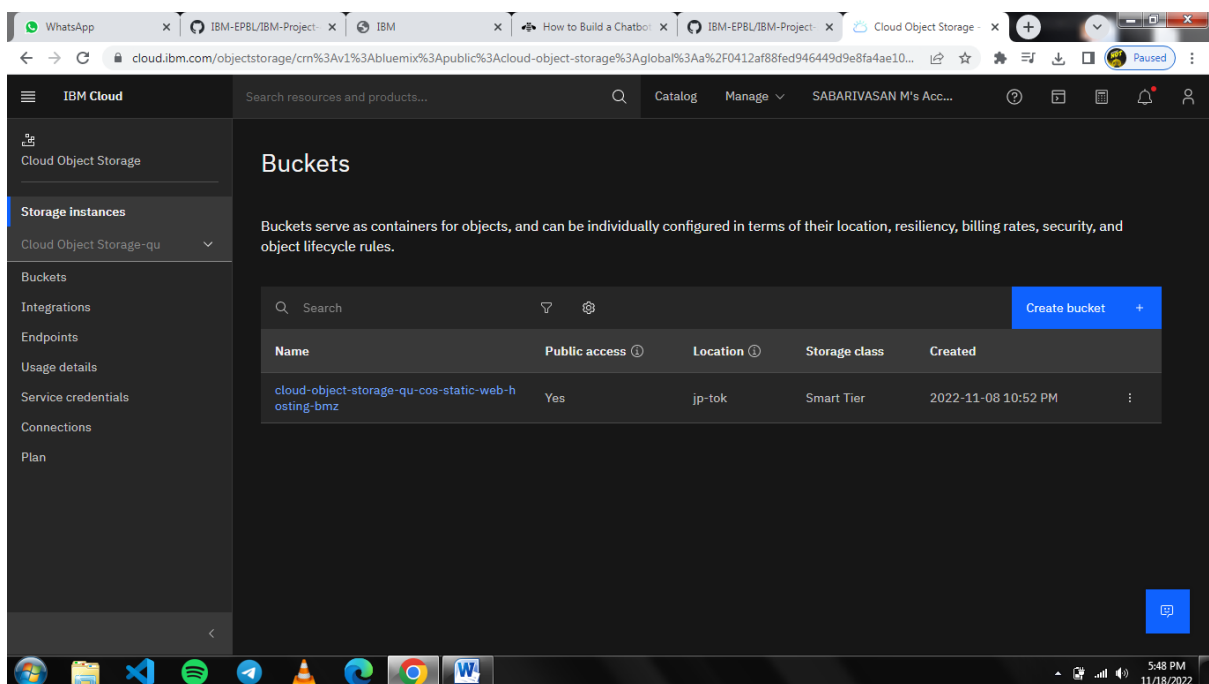 WhatsApp
IBM-EPBL/IBM-Project-
IBM
How to Build a Chatbot
IBM-EPBL/IBM-Project-
Cloud Object Storage -
cloud.ibm.com/objectstorage/crn%3Av1%3Abluemix%3Apublic%3Acloud-object-storage%3Aglobal%3Aa%2F0412af88fed946449d9e8fa4ae10...
Paused
IBM Cloud
Search resources and products...
Catalog
Manage
SABARIVASAN M's Acc...
Cloud Object Storage
Storage instances
Cloud Object Storage-qu
Buckets
Integrations
Endpoints
Usage details
Service credentials
Connections
Plan
Buckets
Buckets serve as containers for objects, and can be individually configured in terms of their location, resiliency, billing rates, security, and
object lifecycle rules.
Search
Create bucket +
Name Public access Location Storage class Created
cloud-object-storage-qu-cos-static-web-h
osting-bmz
Yes jp-tok Smart Tier 2022-11-08 10:52 PM
5:48 PM
11/18/2022